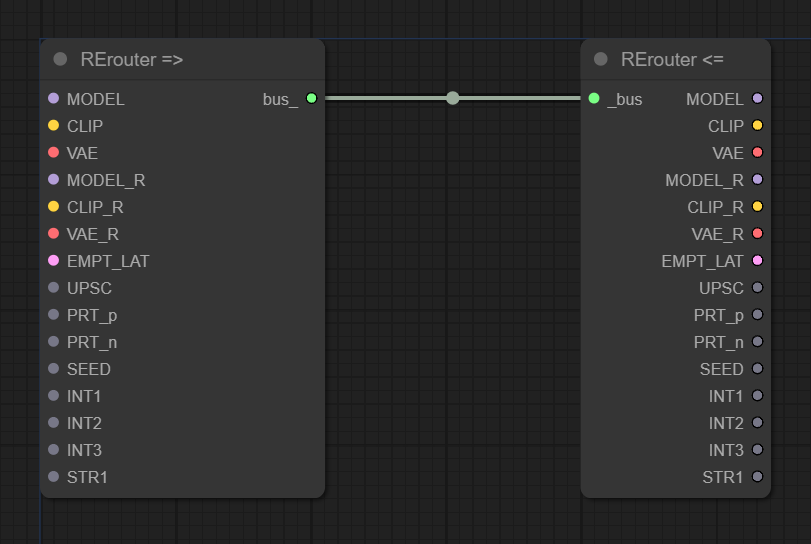 RErouter =>
MODEL bus_
CLIP
VAE
MODEL_R
CLIP_R
VAE_R
EMPT_LAT
UPSC
PRT_p
PRT_n
SEED
INT1
INT2
INT3
STR1
RErouter <=
_bus MODEL
CLIP
VAE
MODEL_R
CLIP_R
VAE_R
EMPT_LAT
UPSC
PRT_p
PRT_n
SEED
INT1
INT2
INT3
STR1